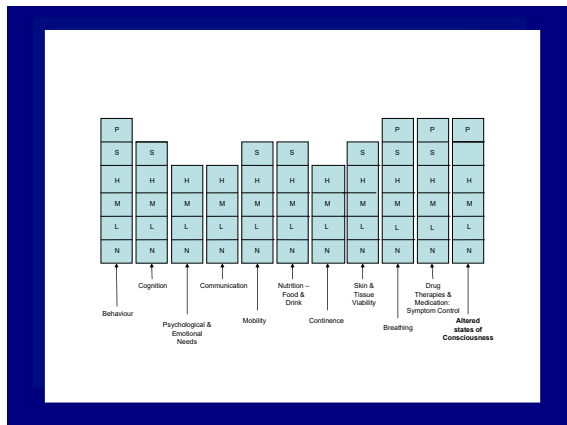 P P P P
S S S S S S S
H H H H H H H H H H H
M M M M M M M M M M M
L L L L L L L L L L L
N N N N N N N N N N N
Behaviour
Cognition
Psychological &
Emotional
Needs
Communication
Mobility
Nutrition –
Food &
Drink
Continence
Skin &
Tissue
Viability
Breathing
Drug
Therapies &
Medication:
Symptom Control
Altered
states of
Consciousness